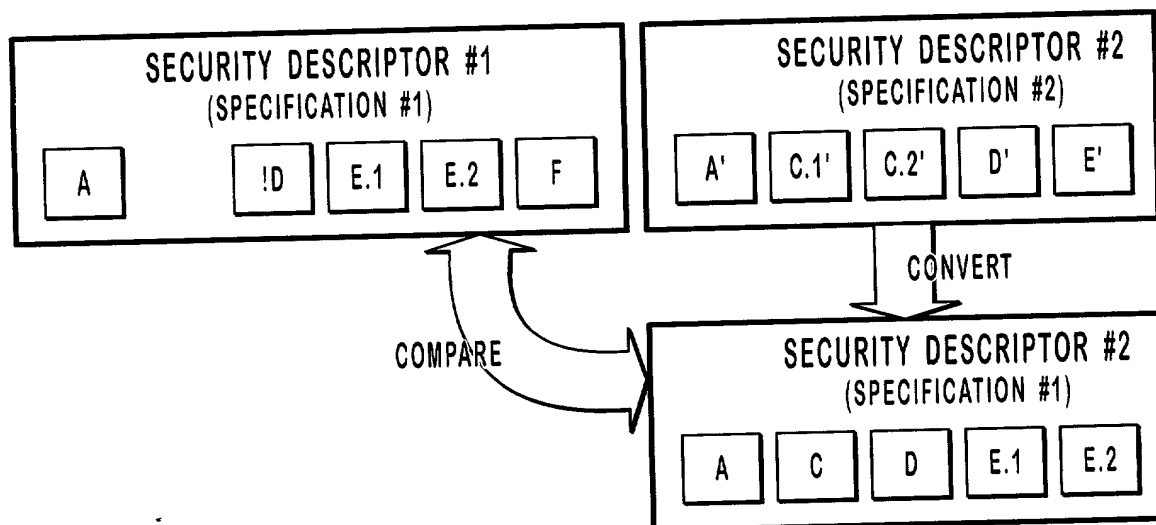 SECURITY DESCRIPTOR #1
(SPECIFICATION #1)
A !D E.1 E.2 F
SECURITY DESCRIPTOR #2
(SPECIFICATION #2)
A' C.1' C.2' D' E'
CONVERT
COMPARE
SECURITY DESCRIPTOR #2
(SPECIFICATION #1)
A C D E.1 E.2